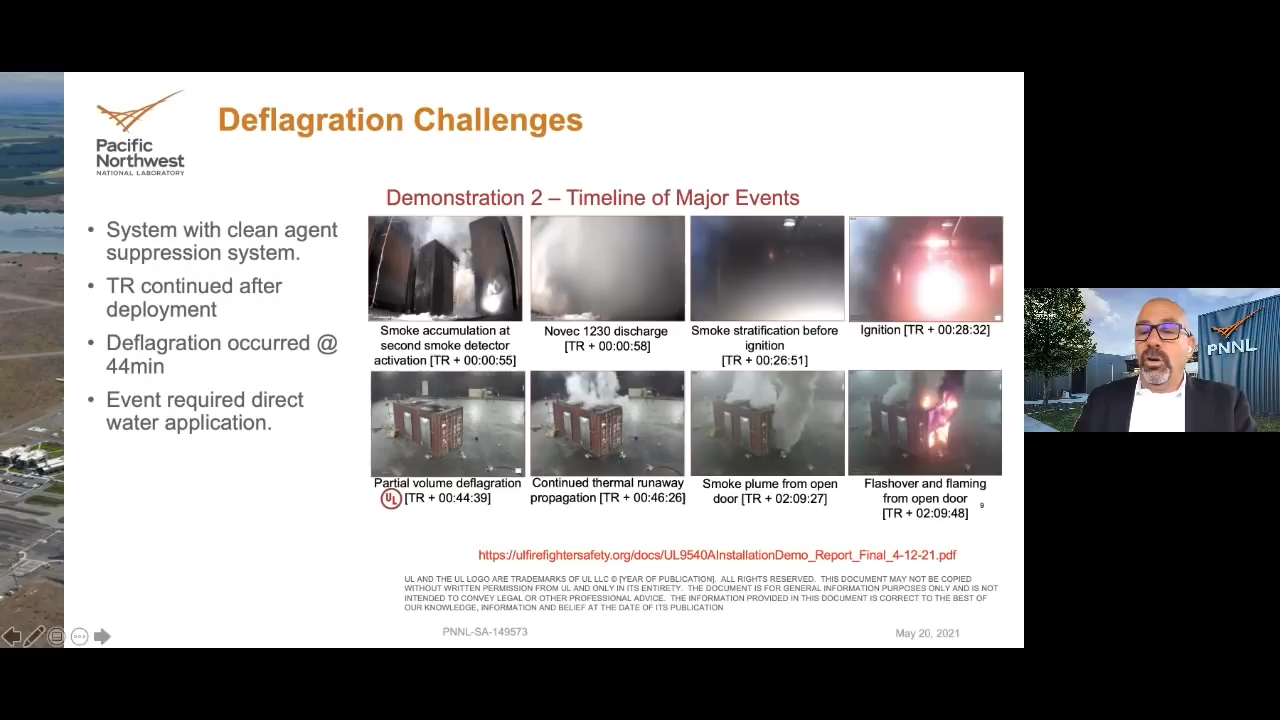 Deflagration Challenges
Pacific
Northwest
NATIONAL LABORATORY
Demonstration 2 – Timeline of Major Events
• System with clean agent
suppression system.
• TR continued after
deployment
• Deflagration occurred @
44min
• Event required direct
water application.
Smoke accumulation at
second smoke detector
activation [TR + 00:00:55]
Novec 1230 discharge
[TR + 00:00:58]
Smoke stratification before
ignition
[TR + 00:26:51]
Ignition [TR + 00:28:32]
Partial volume deflagration
[TR + 00:44:39]
UL
Continued thermal runaway
propagation [TR + 00:46:26]
Smoke plume from open
door [TR + 02:09:27]
Flashover and flaming
from open door
[TR + 02:09:48]
9
https://ulfirefightersafety.org/docs/UL9540AInstallationDemo_Report_Final_4-12-21.pdf
UL AND THE UL LOGO ARE TRADEMARKS OF UL LLC © [YEAR OF PUBLICATION]. ALL RIGHTS RESERVED. THIS DOCUMENT MAY NOT BE COPIED
WITHOUT WRITTEN PERMISSION FROM UL AND ONLY IN ITS ENTIRETY. THE DOCUMENT IS FOR GENERAL INFORMATION PURPOSES ONLY AND IS NOT
INTENDED TO CONVEY LEGAL OR OTHER PROFESSIONAL ADVICE. THE INFORMATION PROVIDED IN THIS DOCUMENT IS CORRECT TO THE BEST OF
OUR KNOWLEDGE, INFORMATION AND BELIEF AT THE DATE OF ITS PUBLICATION
PNNL-SA-149573
May 20, 2021
PNNL